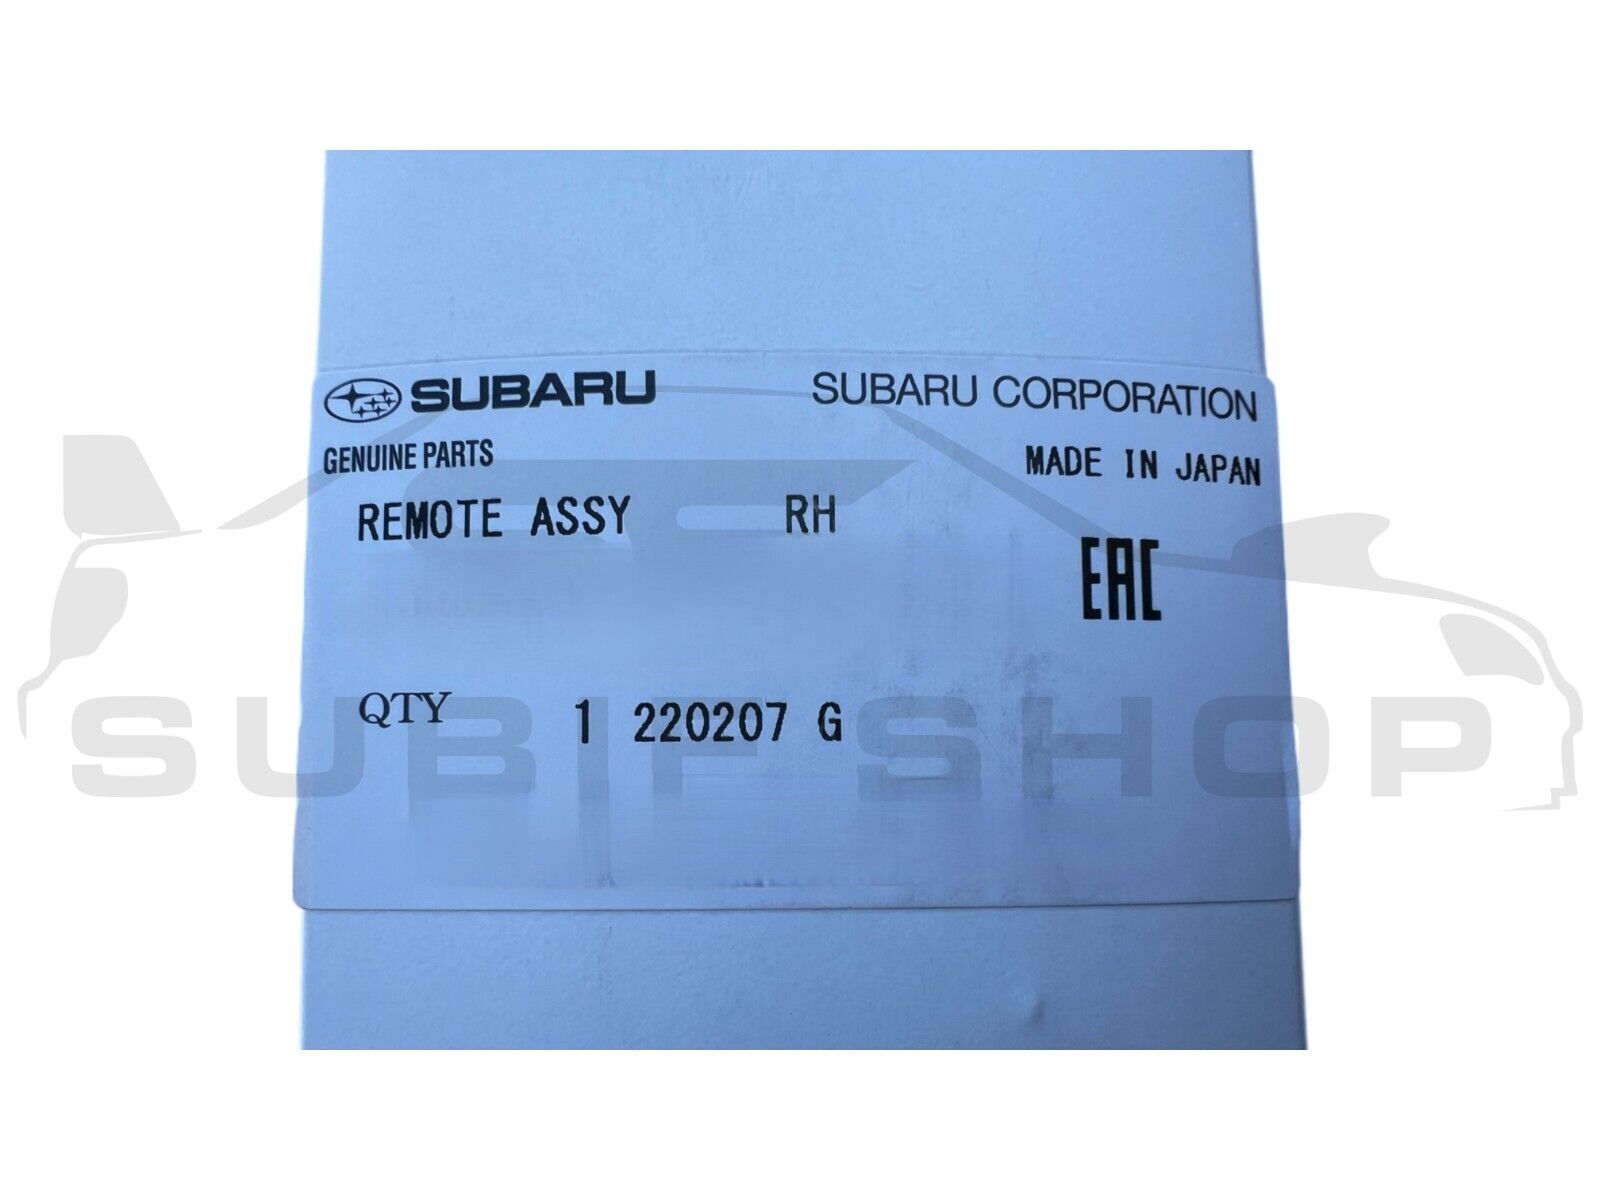 SUBARU SUBARU CORPORATION
GENUINE PARTS MADE IN JAPAN
REMOTE ASSY RH
EAC
QTY 1 220207 G
SUBIE SHOP